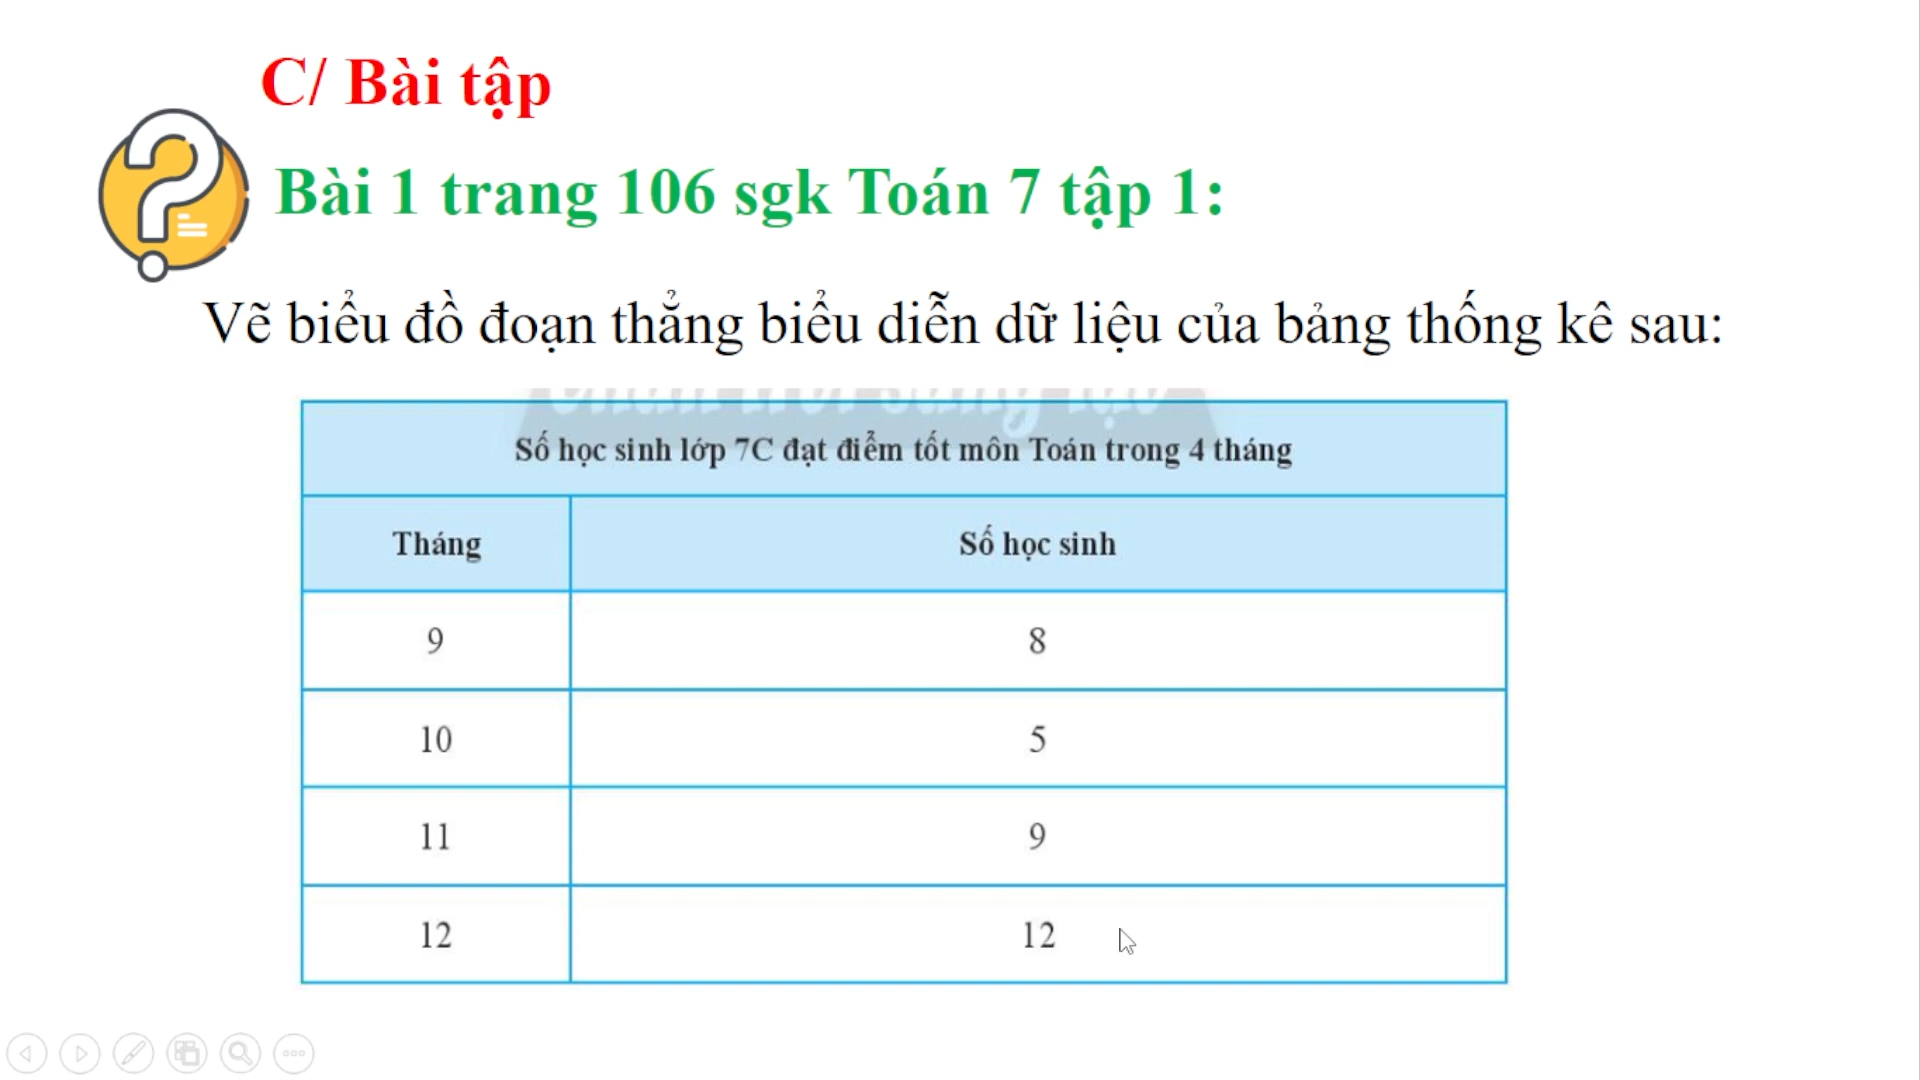 C/ Bài tập
Bài 1 trang 106 sgk Toán 7 tập 1:
Vẽ biểu đồ đoạn thẳng biểu diễn dữ liệu của bảng thống kê sau:
Số học sinh lớp 7C đạt điểm tốt môn Toán trong 4 tháng
Tháng Số học sinh
9 8
10 5
11 9
12 12